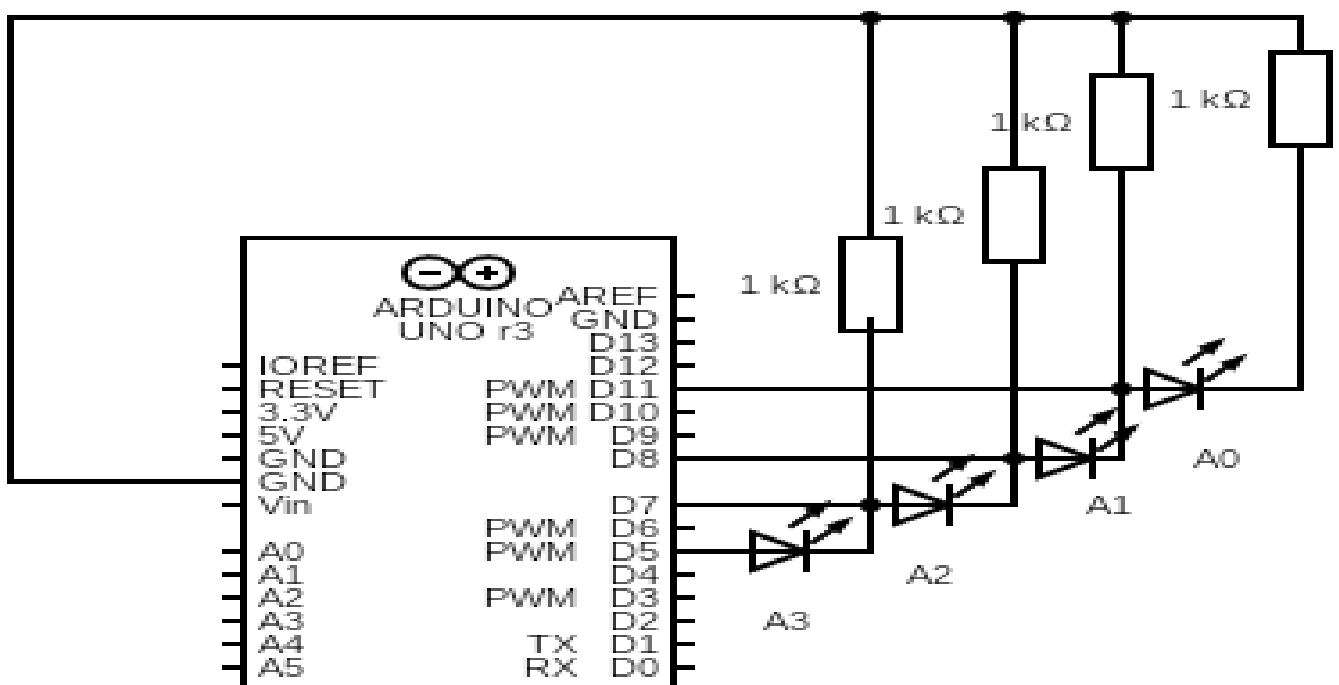 1 kΩ
1 kΩ
1 kΩ
1 kΩ
ARDUINO
UNO r3
AREF
GND
D13
D12
PWM D11
PWM D10
PWM D9
D8
D7
PWM D6
PWM D5
D4
PWM D3
D2
TX D1
RX D0
IOREF
RESET
3.3V
5V
GND
GND
Vin
A0
A1
A2
A3
A4
A5
A0
A1
A2
A3